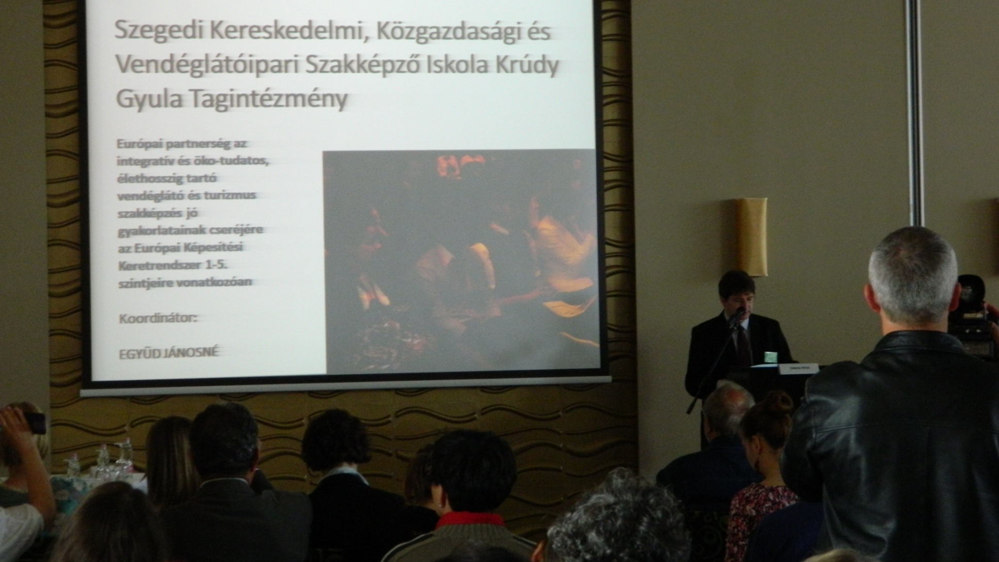 Szegedi Kereskedelmi, Közgazdasági és
Vendéglátóipari Szakképző Iskola Krúdy
Gyula Tagintézmény
Európai partnerség az
integratív és öko-tudatos,
élethosszig tartó
vendéglátó és turizmus
szakképzés jó
gyakorlatainak cseréjére
az Európai Képesítési
Keretrendszer 1-5.
szintjeire vonatkozóan
Koordinátor:
EGYÜD JÁNOSNÉ